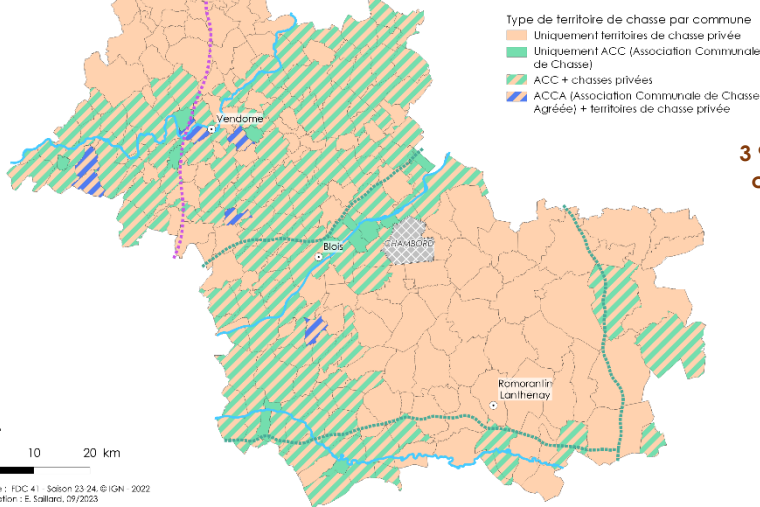 Type de territoire de chasse par commune
Uniquement territoires de chasse privée
Uniquement ACC (Association Communale
de Chasse)
ACC + chasses privées
ACCA (Association Communale de Chasse
Agréée) + territoires de chasse privée
Vendome
3
Blois
CHAMBORD
Romorantin
Lanthenay
10 20 km
: FDC 41 - Saison 23-24, © IGN - 2022
tion : E. Saillard, 09/2023